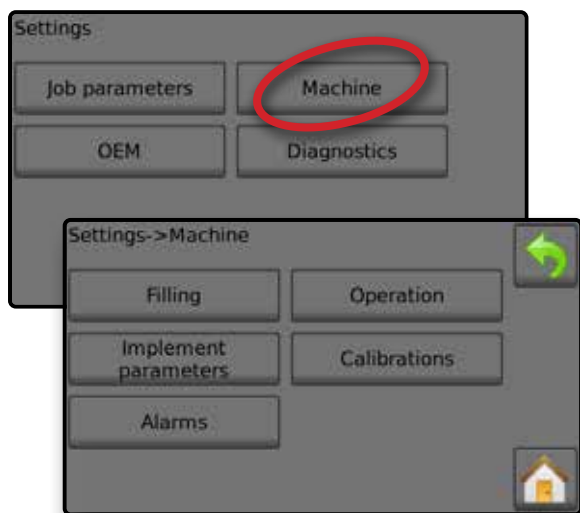 Settings
Job parameters Machine
OEM Diagnostics
Settings->Machine
Filling Operation
Implement
parameters
Calibrations
Alarms